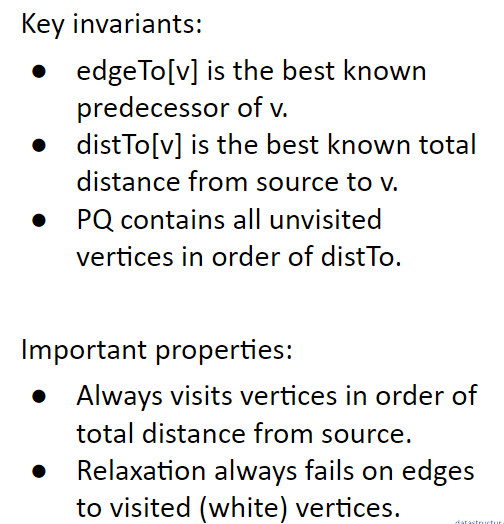 Key invariants:
● edgeTo[v] is the best known
predecessor of v.
● distTo[v] is the best known total
distance from source to v.
● PQ contains all unvisited
vertices in order of distTo.
Important properties:
● Always visits vertices in order of
total distance from source.
● Relaxation always fails on edges
to visited (white) vertices.